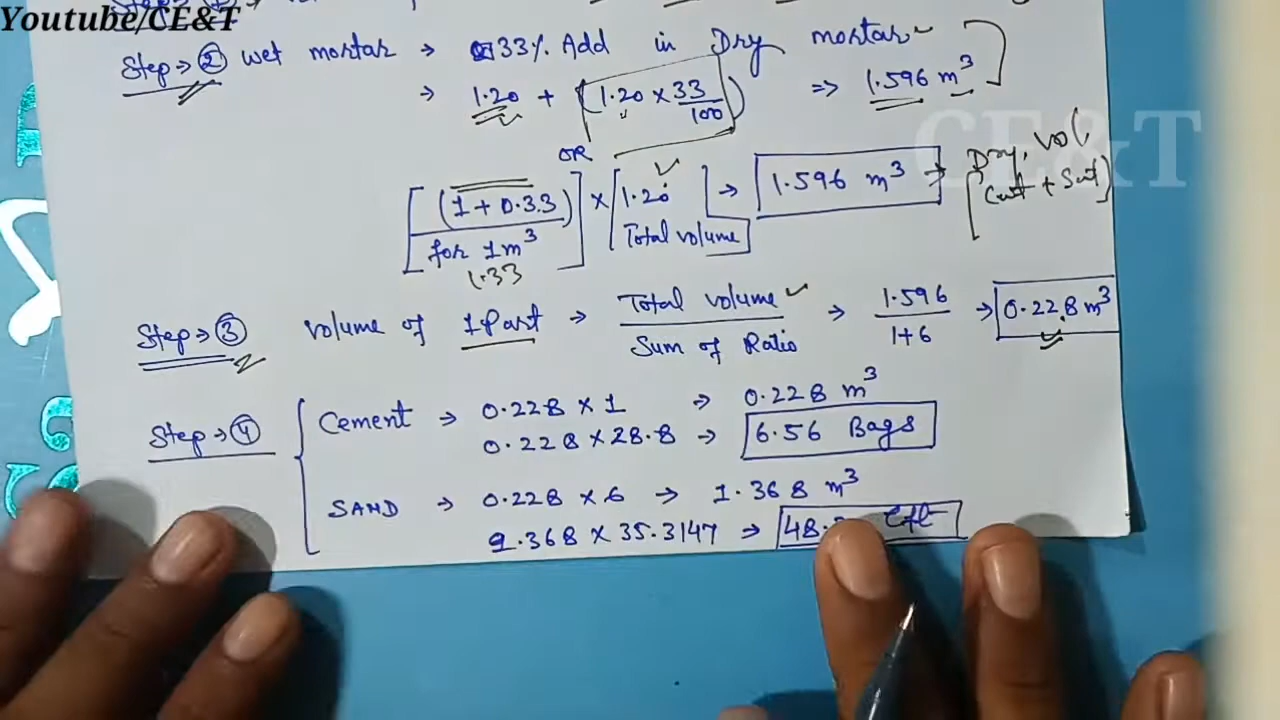 Youtube/CE&T
Step → ② Wet mortar → 33% Add in Dry mortar
→ 1.20 + (1.20 × 33/100) ⇒ 1.596 m³
OR
CE&T
Dry, Vol,
[(1 + 0.33) / for 1m³] × [1.20 Total volume] → 1.596 m³ →
1.33
Step → ③ Volume of 1 Part → Total volume / Sum of Ratio → 1.596 / 1+6 → 0.228 m³
Step → ④ Cement → 0.228 × 1 → 0.228 m³
0.228 × 28.8 → 6.56 Bags
SAND → 0.228 × 6 → 1.368 m³
1.368 × 35.3147 → 48. Cft